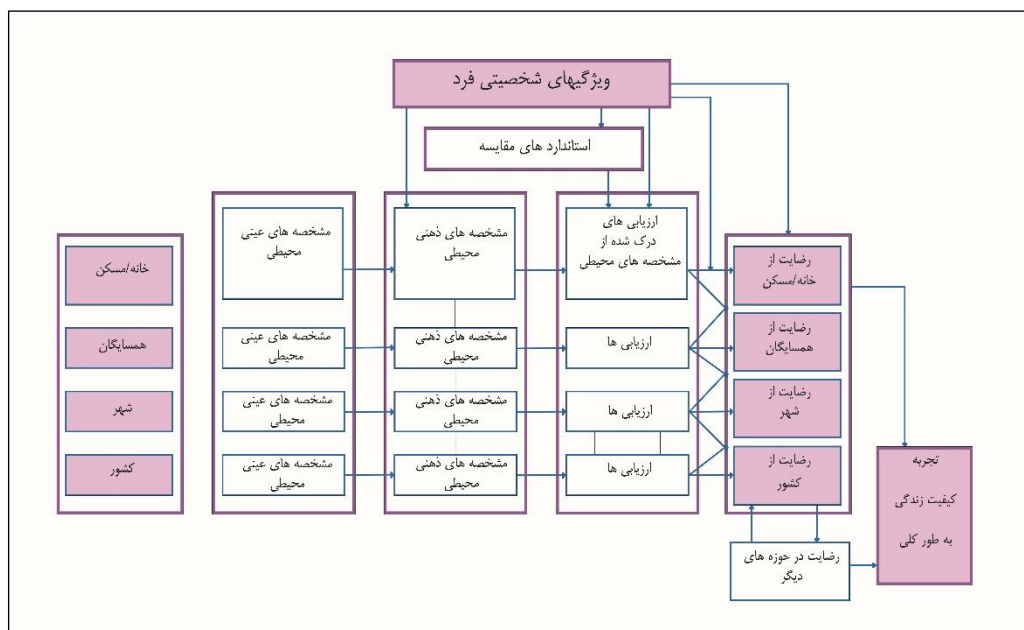 ویژگیهای شخصیتی فرد
استاندارد های مقایسه
خانه/مسکن
همسایگان
شهر
کشور
مشخصه های عینی
محیطی
مشخصه های عینی
محیطی
مشخصه های عینی
محیطی
مشخصه های عینی
محیطی
مشخصه های ذهنی
محیطی
مشخصه های ذهنی
محیطی
مشخصه های ذهنی
محیطی
مشخصه های ذهنی
محیطی
ارزیابی های
درک شده از
مشخصه های محیطی
ارزیابی ها
ارزیابی ها
ارزیابی ها
رضایت از
خانه/مسکن
رضایت از
همسایگان
رضایت از
شهر
رضایت از
کشور
رضایت در حوزه های
دیگر
تجربه
کیفیت زندگی
به طور کلی